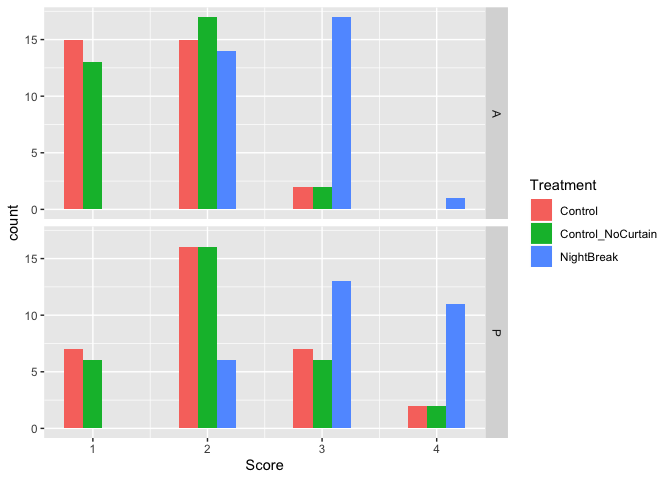 15
10
5
0
A
15
10
5
0
P
1 2 3 4
Score
count
Treatment
Control
Control_NoCurtain
NightBreak